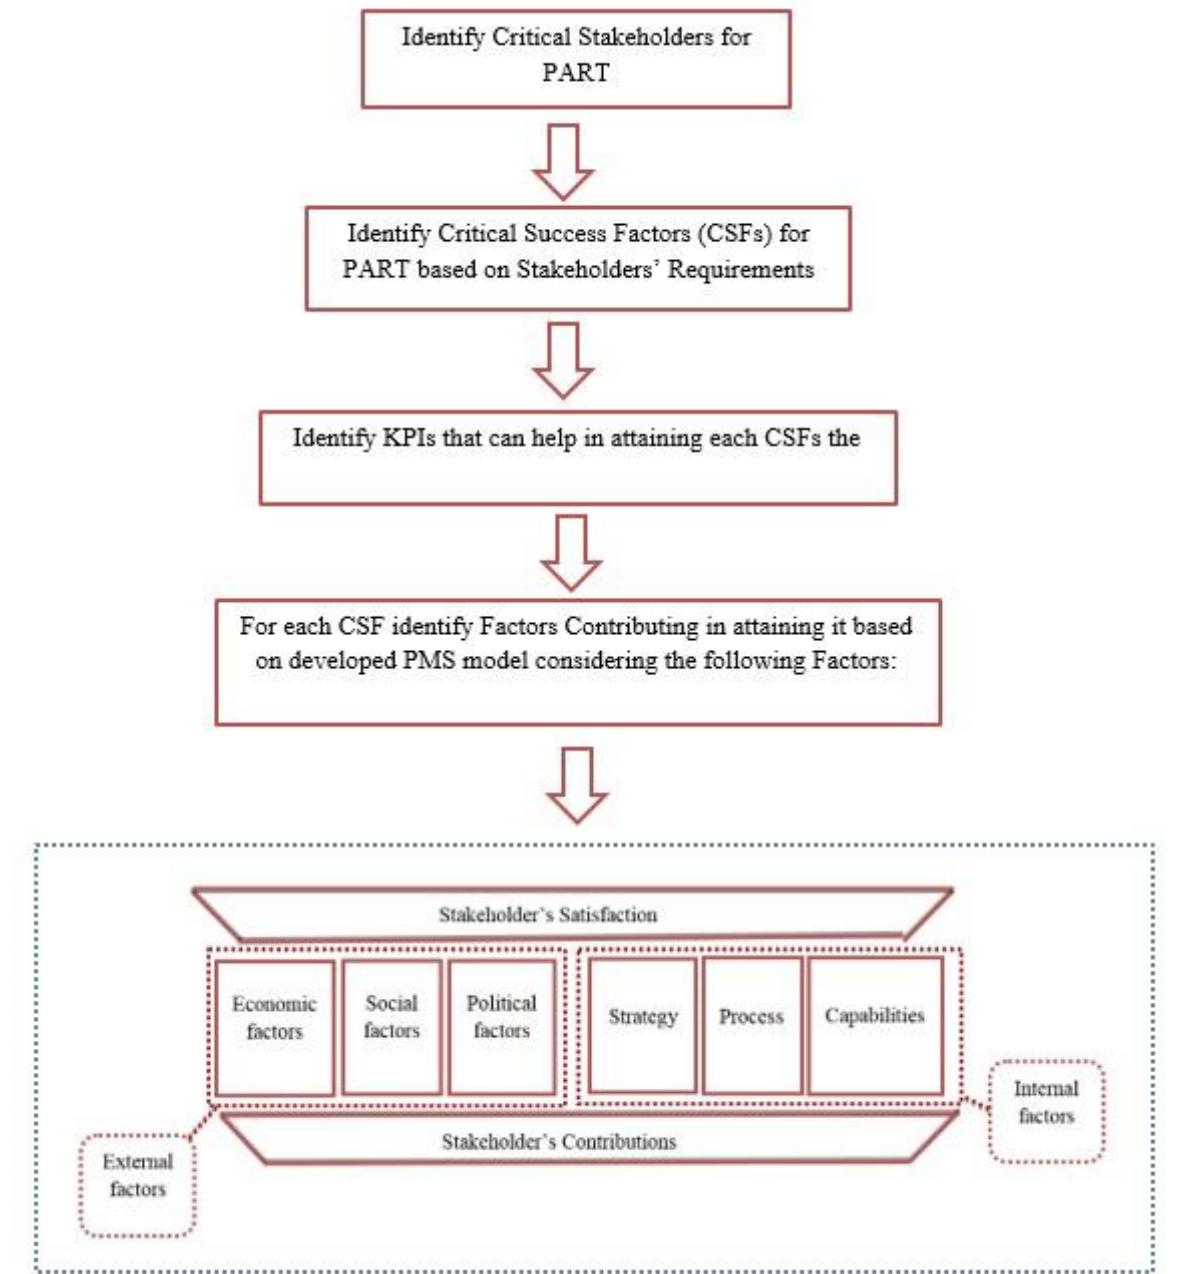 Identify Critical Stakeholders for
PART
Identify Critical Success Factors (CSFs) for
PART based on Stakeholders’ Requirements
Identify KPIs that can help in attaining each CSFs the
For each CSF identify Factors Contributing in attaining it based
on developed PMS model considering the following Factors:
Stakeholder’s Satisfaction
Economic
factors
Social
factors
Political
factors
Strategy
Process
Capabilities
Internal
factors
Stakeholder’s Contributions
External
factors